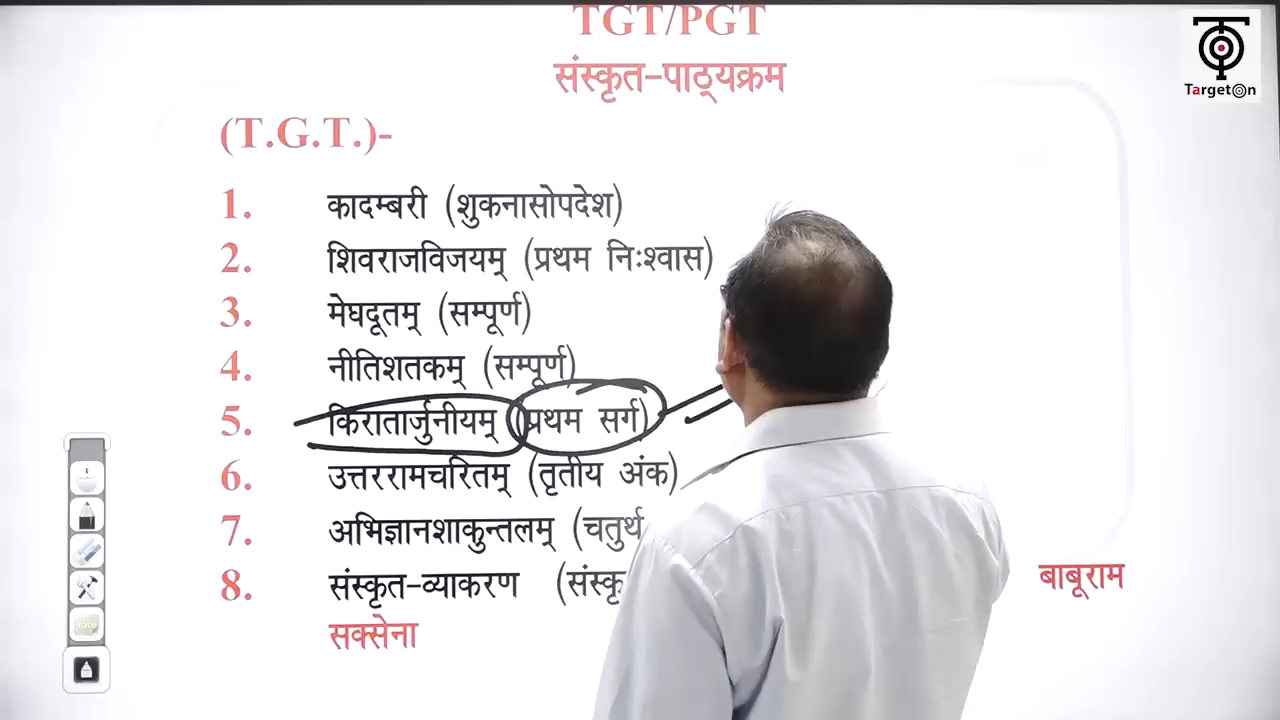 TGT/PGT
संस्कृत-पाठ्यक्रम
TargetOn
(T.G.T.)-
1. कादम्बरी (शुकनासोपदेश)
2. शिवराजविजयम् (प्रथम निःश्वास)
3. मेघदूतम् (सम्पूर्ण)
4. नीतिशतकम् (सम्पूर्ण)
5. किरातार्जुनीयम् (प्रथम सर्ग)
6. उत्तररामचरितम् (तृतीय अंक)
7. अभिज्ञानशाकुन्तलम् (चतुर्थ
8. संस्कृत-व्याकरण (संस्कृ बाबूराम
सक्सेना